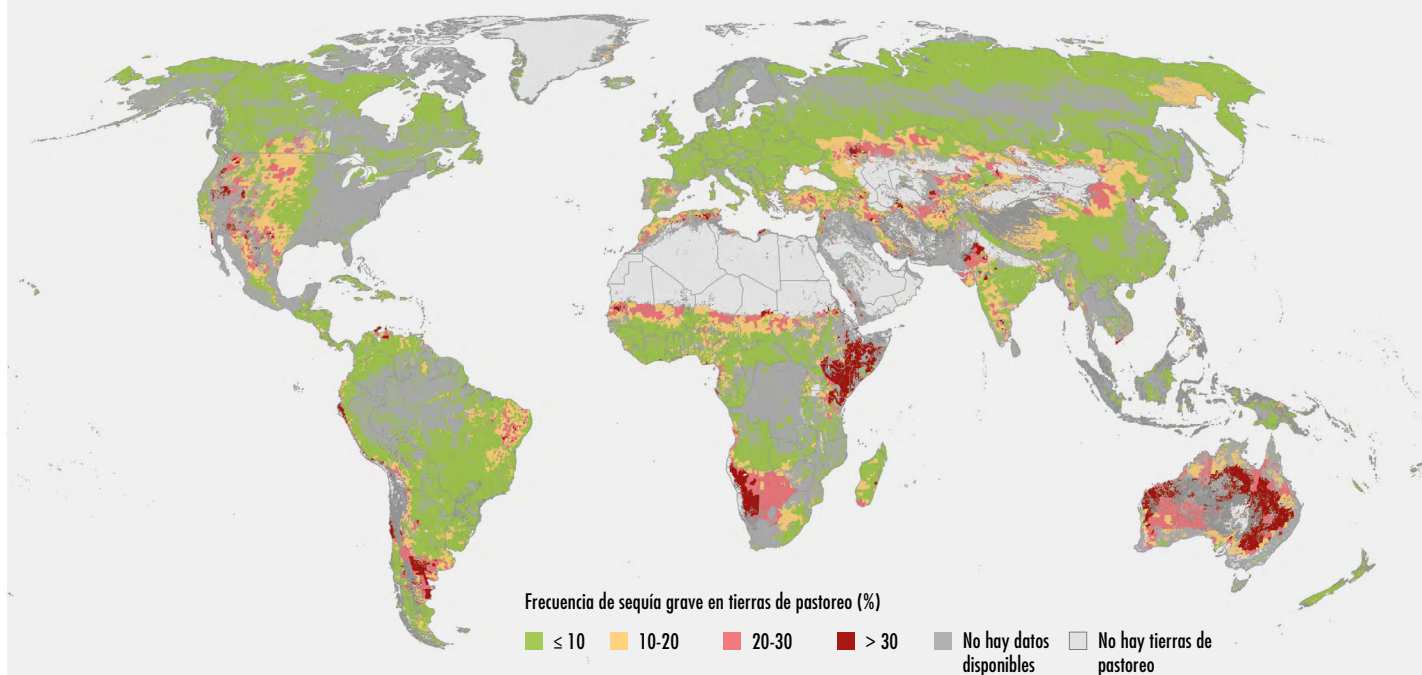 Frecuencia de sequía grave en tierras de pastoreo (%)
≤ 10 10-20 20-30 > 30 No hay datos No hay tierras de
disponibles pastoreo